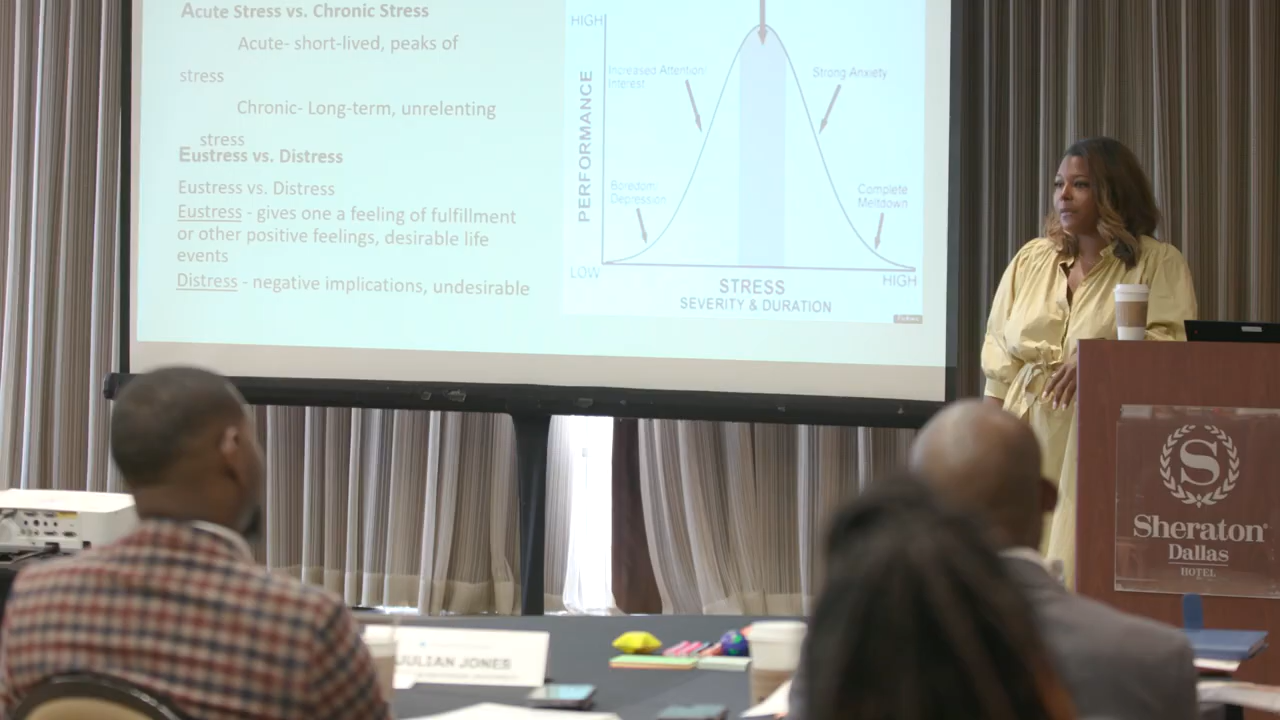 Acute Stress vs. Chronic Stress
Acute- short-lived, peaks of
stress
Chronic- Long-term, unrelenting
stress
Eustress vs. Distress
Eustress vs. Distress
Eustress - gives one a feeling of fulfillment
or other positive feelings, desirable life
events
Distress - negative implications, undesirable
HIGH
PERFORMANCE
LOW
Increased Attention
Interest
Strong Anxiety
Boredom
Depression
Complete
Meltdown
STRESS
HIGH
SEVERITY & DURATION
S
Sheraton®
Dallas
HOTEL
JULIAN JONES